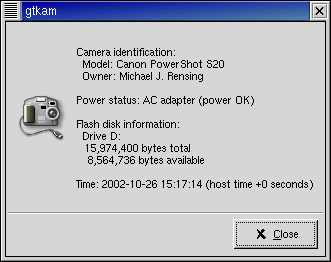 gtkam
Camera identification:
Model: Canon PowerShot S20
Owner: Michael J. Rensing
Power status: AC adapter (power OK)
Flash disk information:
Drive D:
15,974,400 bytes total
8,564,736 bytes available
Time: 2002-10-26 15:17:14 (host time +0 seconds)
Close